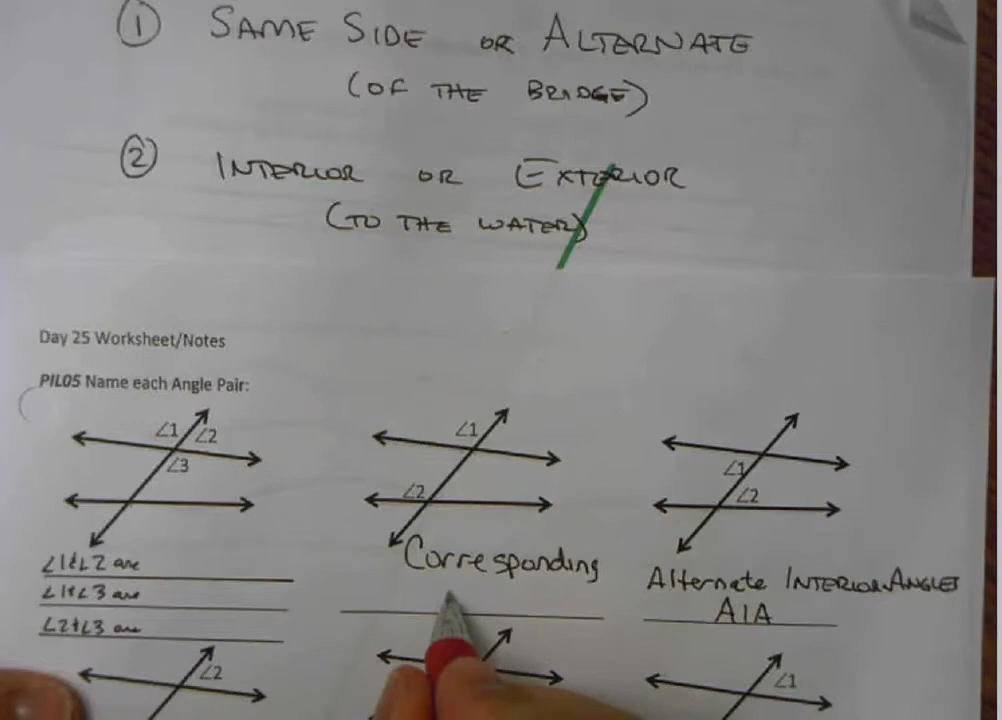 ① SAME SIDE OR ALTERNATE
(OF THE BRIDGE)
② INTERIOR OR EXTERIOR
(TO THE WATER)
Day 25 Worksheet/Notes
PIL05 Name each Angle Pair:
∠1 ∠2
∠3
∠1
∠2
∠1
∠2
∠1&∠2 are
∠1&∠3 are
∠2&∠3 are
Corresponding
Alternate INTERIOR ANGLES
AIA
∠2
∠1